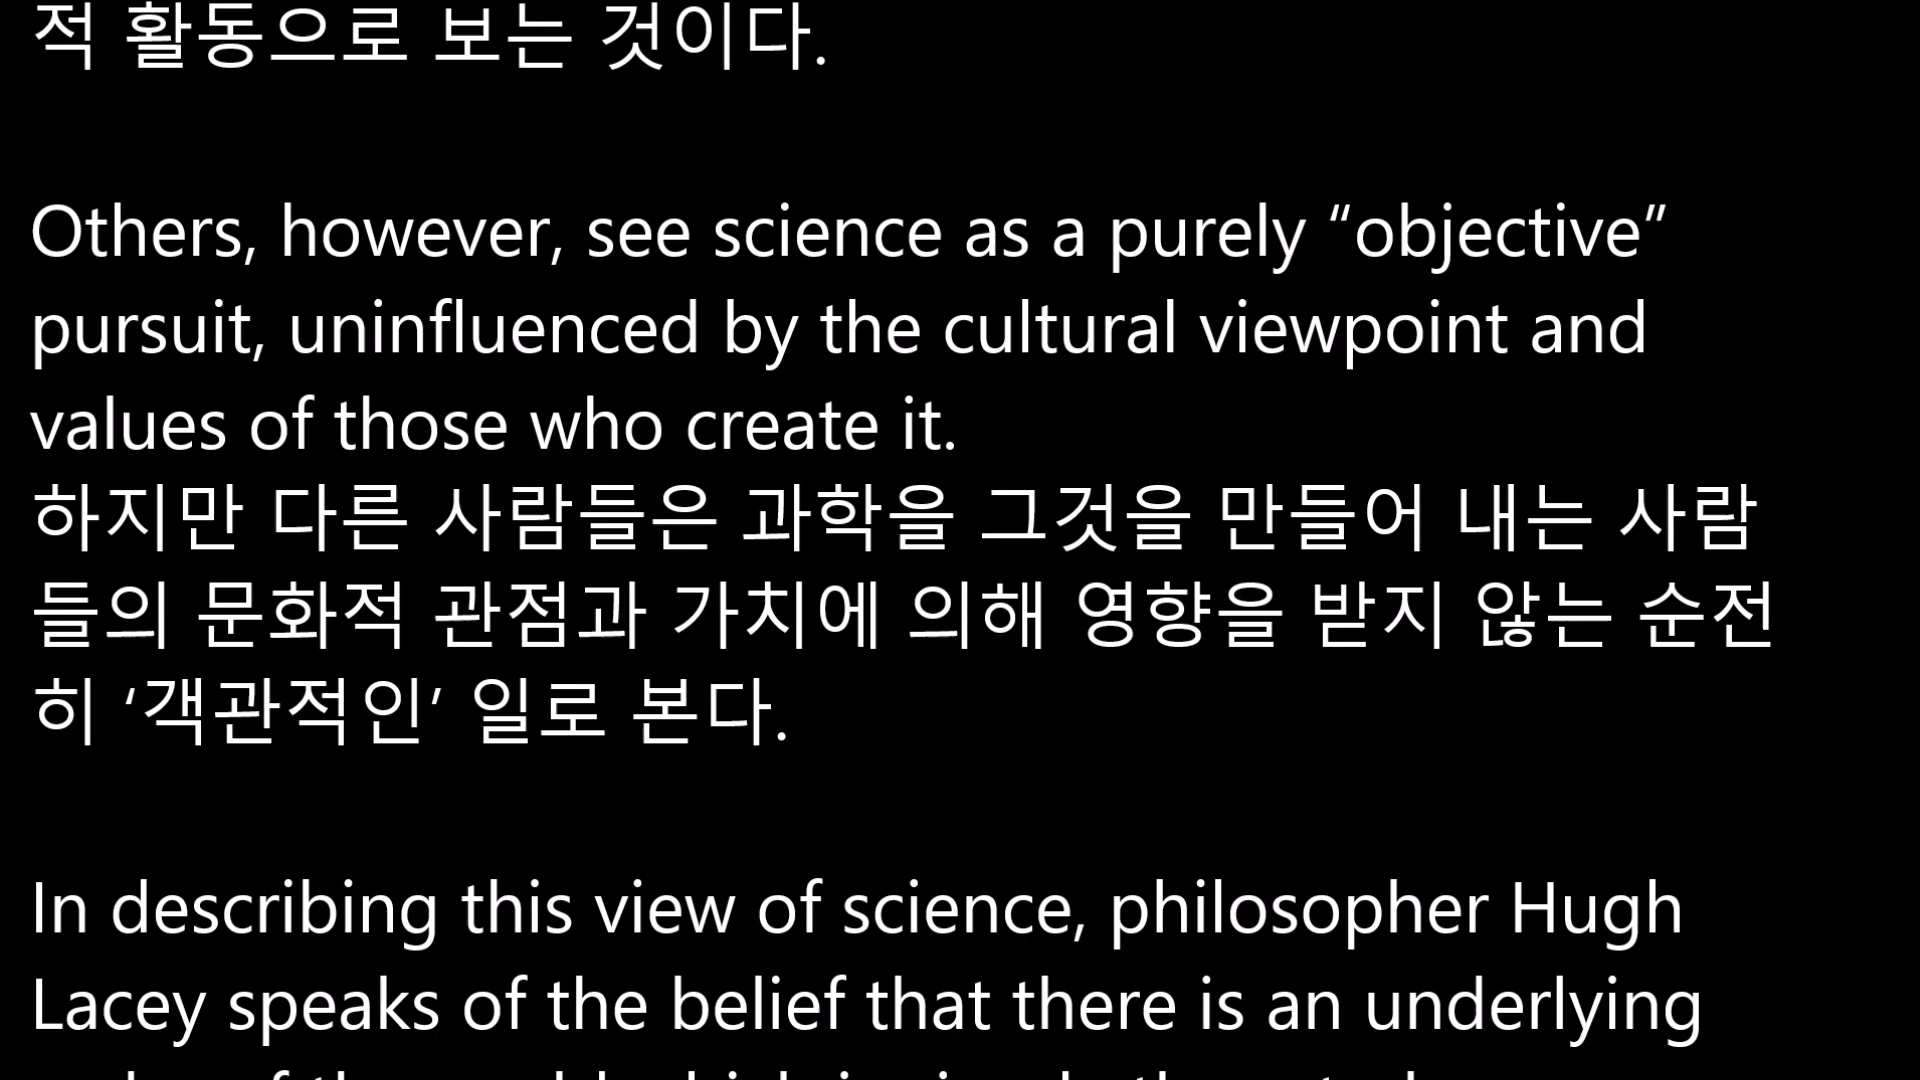 적 활동으로 보는 것이다.
Others, however, see science as a purely “objective”
pursuit, uninfluenced by the cultural viewpoint and
values of those who create it.
하지만 다른 사람들은 과학을 그것을 만들어 내는 사람
들의 문화적 관점과 가치에 의해 영향을 받지 않는 순전
히 ‘객관적인’ 일로 본다.
In describing this view of science, philosopher Hugh
Lacey speaks of the belief that there is an underlying